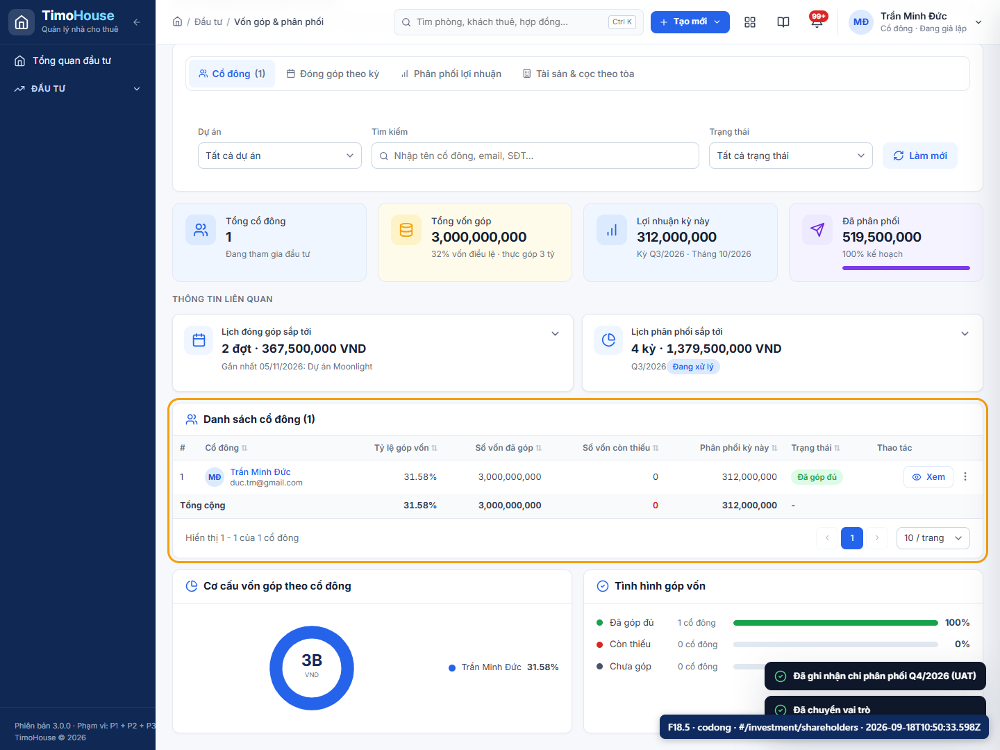 TimoHouse
Quản lý nhà cho thuê
Tổng quan đầu tư
ĐẦU TƯ
Phiên bản 3.0.0 · Phạm vi: P1 + P2 + P3
TimoHouse © 2026
/ Đầu tư / Vốn góp & phân phối
Tìm phòng, khách thuê, hợp đồng...
Ctrl K
Tạo mới
99+
MĐ
Trần Minh Đức
Cổ đông · Đang giả lập
Cổ đông (1)
Đóng góp theo kỳ
Phân phối lợi nhuận
Tài sản & cọc theo tòa
Dự án
Tìm kiếm
Trạng thái
Tất cả dự án
Nhập tên cổ đông, email, SĐT...
Tất cả trạng thái
Làm mới
Tổng cổ đông
1
Đang tham gia đầu tư
Tổng vốn góp
3,000,000,000
32% vốn điều lệ · thực góp 3 tỷ
Lợi nhuận kỳ này
312,000,000
Kỳ Q3/2026 · Tháng 10/2026
Đã phân phối
519,500,000
100% kế hoạch
THÔNG TIN LIÊN QUAN
Lịch đóng góp sắp tới
2 đợt · 367,500,000 VND
Gần nhất 05/11/2026: Dự án Moonlight
Lịch phân phối sắp tới
4 kỳ · 1,379,500,000 VND
Q3/2026 Đang xử lý
Danh sách cổ đông (1)
# Cổ đông Tỷ lệ góp vốn Số vốn đã góp Số vốn còn thiếu Phân phối kỳ này Trạng thái Thao tác
1 MĐ Trần Minh Đức 31.58% 3,000,000,000 0 312,000,000 Đã góp đủ Xem
duc.tm@gmail.com
Tổng cộng 31.58% 3,000,000,000 0 312,000,000 -
Hiển thị 1 - 1 của 1 cổ đông
1
10 / trang
Cơ cấu vốn góp theo cổ đông
3B
VND
Trần Minh Đức 31.58%
Tình hình góp vốn
Đã góp đủ 1 cổ đông 100%
Còn thiếu 0 cổ đông 0%
Chưa góp 0 cổ đông
Đã ghi nhận chi phân phối Q4/2026 (UAT)
Đã chuyển vai trò
F18.5 · codong · #/investment/shareholders · 2026-09-18T10:50:33.598Z